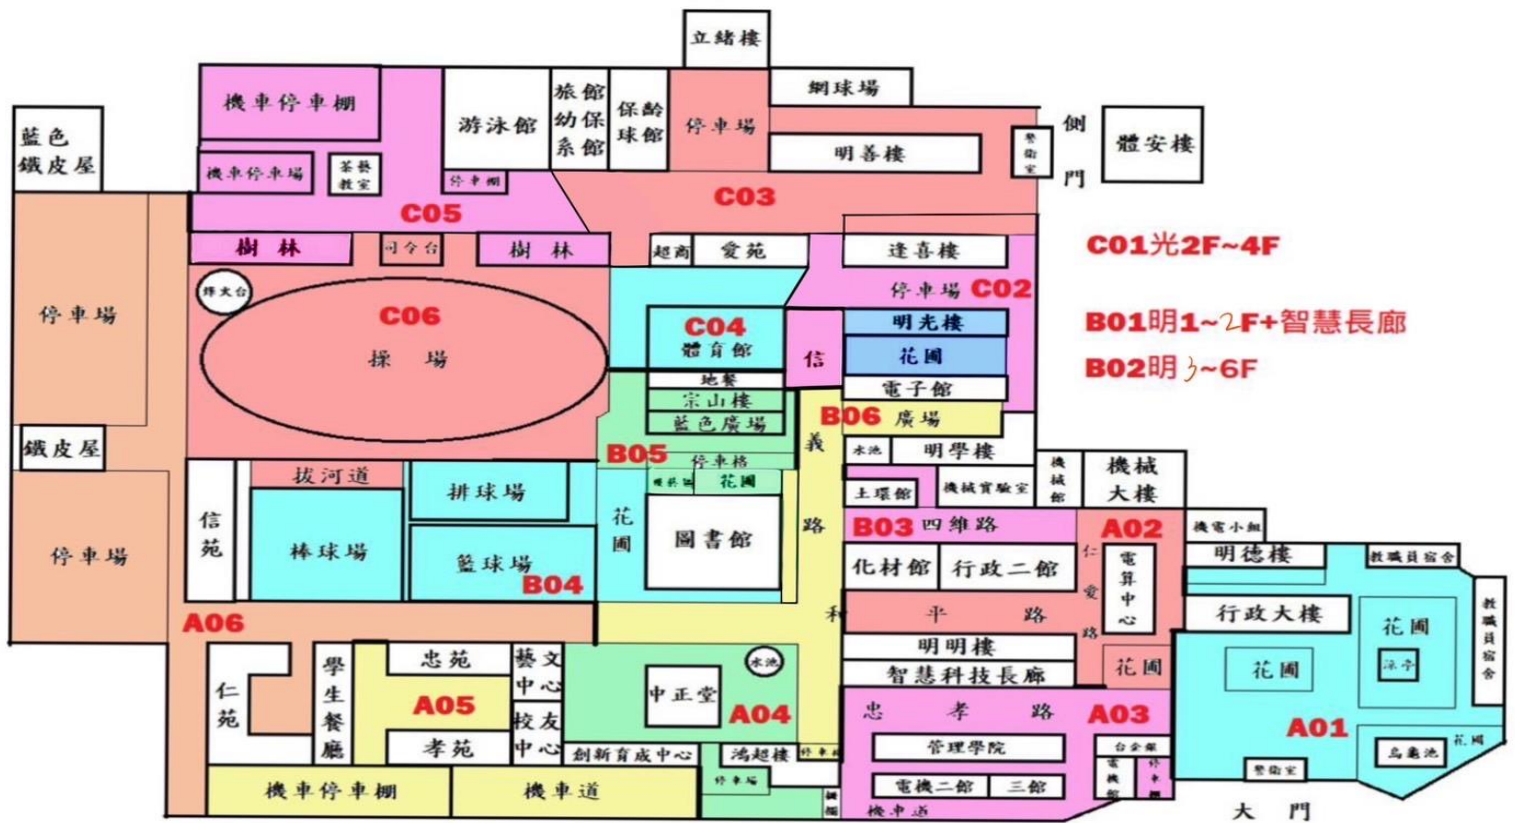 立緒樓
機車停車棚
游泳館
旅館
幼保
系館
保齡
球館
停車場
網球場
側
門
警衛室
體安樓
藍色
鐵皮屋
機車停車場
茶藝
教室
停車棚
明善樓
C05
C03
樹林
司令台
樹林
超商
愛苑
逢喜樓
C01光2F~4F
烽火台
停車場
C02
停車場
C06
C04
體育館
明光樓
B01明1~2F+智慧長廊
操場
信
花圃
B02明3~6F
地餐
電子館
宗山樓
藍色廣場
B06
廣場
鐵皮屋
B05
義
水池
明學樓
停車格
拔河道
排球場
花圃
機械館
機械
大樓
土環館
機械實驗室
信苑
花圃
圖書館
路
B03
四維路
A02
機電小組
停車場
棒球場
籃球場
B04
化材館
行政二館
仁愛路
電算中心
明德樓
教職員宿舍
A06
和
平
路
行政大樓
花圃
教職員宿舍
仁苑
學生餐廳
忠苑
藝文
中心
水池
明明樓
花圃
花圃
涼亭
A05
中正堂
A04
智慧科技長廊
校友
中心
忠
孝
路
A03
A01
孝苑
創新育成中心
鴻超樓
管理學院
花圃
烏龜池
機車停車棚
機車道
停車場
電機二館
三館
電機館
停車棚
警衛室
機車道
大門